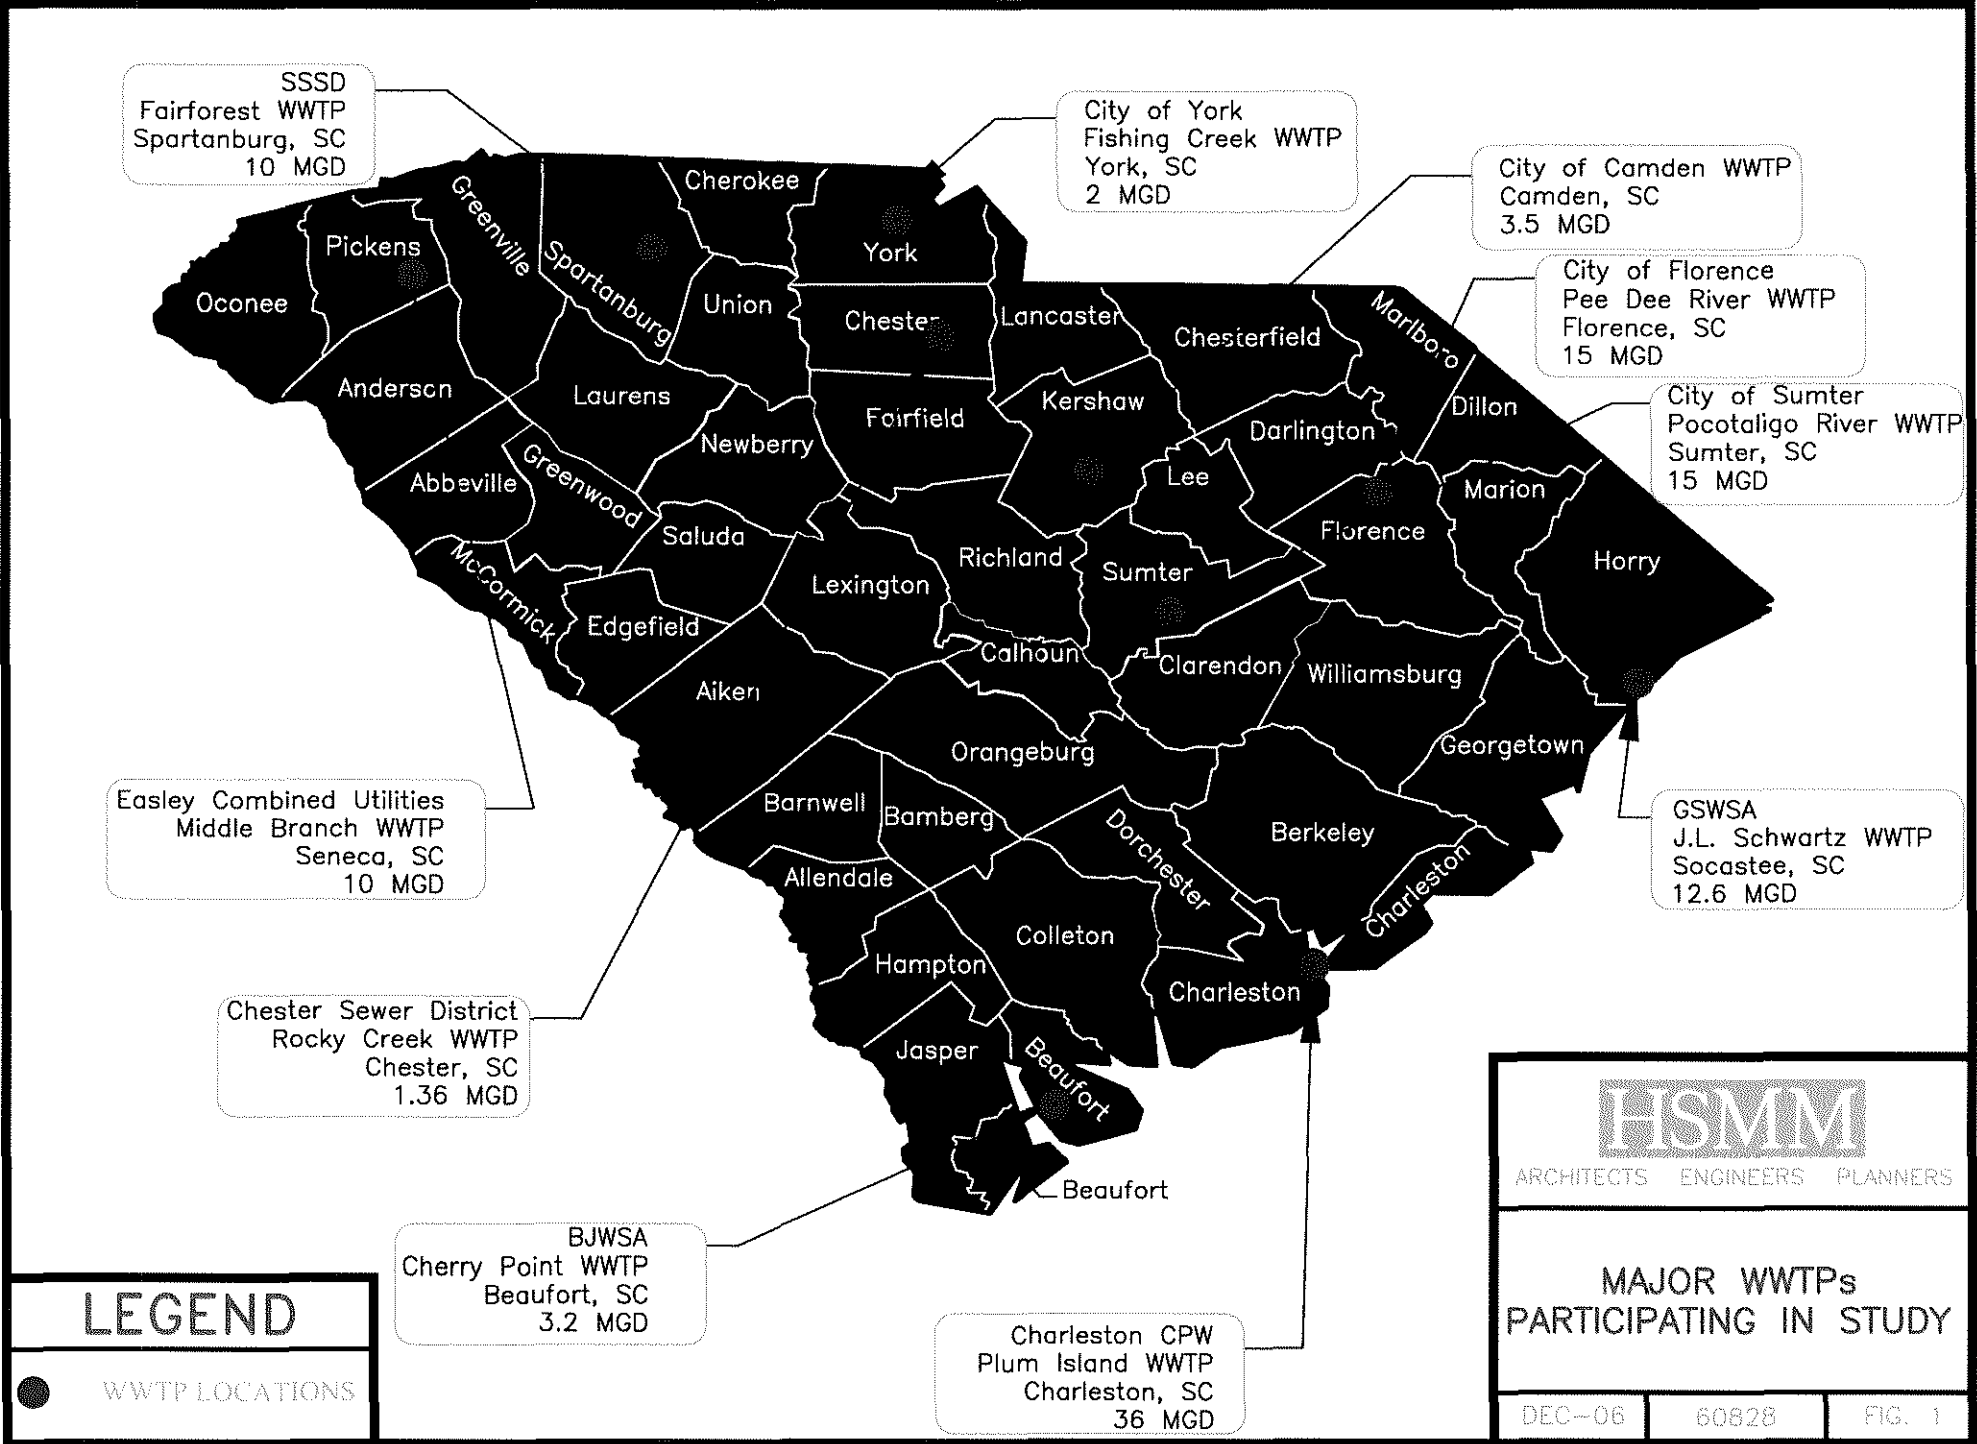 SSSD
Fairforest WWTP
Spartanburg, SC
10 MGD
City of York
Fishing Creek WWTP
York, SC
2 MGD
City of Camden WWTP
Camden, SC
3.5 MGD
City of Florence
Pee Dee River WWTP
Florence, SC
15 MGD
City of Sumter
Pocotaligo River WWTP
Sumter, SC
15 MGD
Cherokee
Greenville
Pickens
Spartanburg
York
Oconee
Union
Chester
Lancaster
Chesterfield
Marlboro
Anderson
Laurens
Fairfield
Kershaw
Darlington
Dillon
Newberry
Abbeville
Greenwood
Lee
Marion
Saluda
Richland
Florence
Horry
McCormick
Lexington
Sumter
Edgefield
Calhoun
Clarendon
Williamsburg
Aiken
Orangeburg
Georgetown
Barnwell
Bamberg
Dorchester
Berkeley
Allendale
Charleston
Colleton
Hampton
Charleston
Jasper
Beaufort
Beaufort
Easley Combined Utilities
Middle Branch WWTP
Seneca, SC
10 MGD
GSWSA
J.L. Schwartz WWTP
Socastee, SC
12.6 MGD
Chester Sewer District
Rocky Creek WWTP
Chester, SC
1.36 MGD
BJWSA
Cherry Point WWTP
Beaufort, SC
3.2 MGD
Charleston CPW
Plum Island WWTP
Charleston, SC
36 MGD
LEGEND
WWTP LOCATIONS
HSMM
ARCHITECTS ENGINEERS PLANNERS
MAJOR WWTPs
PARTICIPATING IN STUDY
DEC-06 60828 FIG. 1